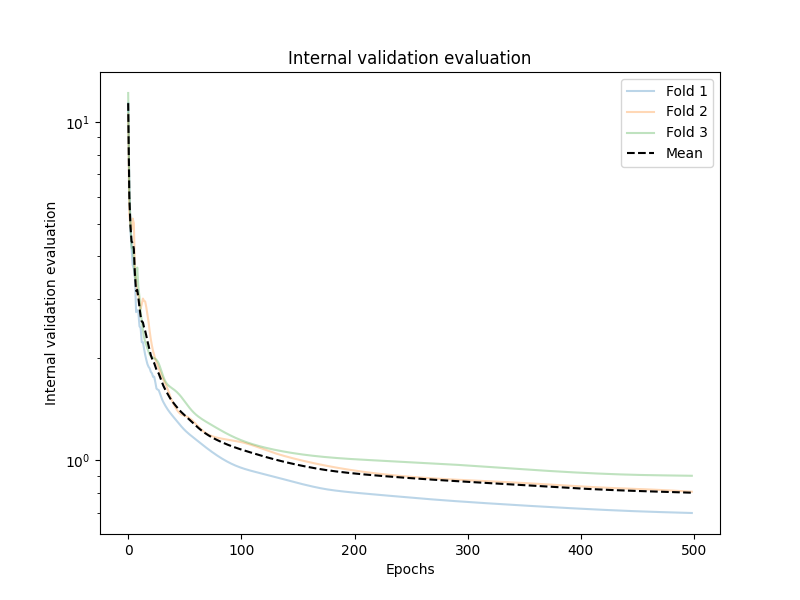 Internal validation evaluation
Internal validation evaluation
10¹
10⁰
0 100 200 300 400 500
Epochs
Fold 1
Fold 2
Fold 3
Mean